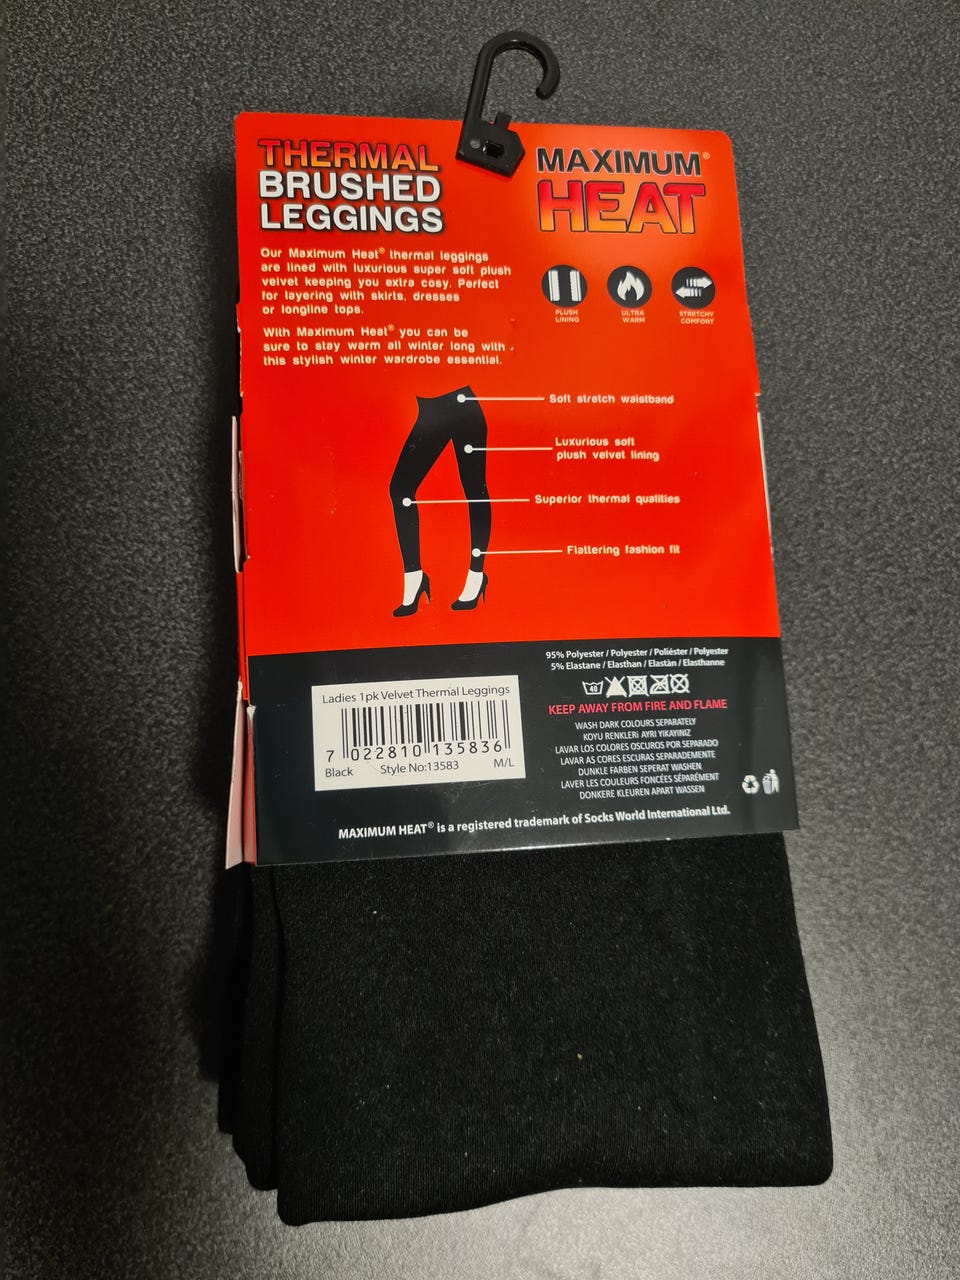 THERMAL
BRUSHED
LEGGINGS
Our Maximum Heat® thermal leggings
are lined with luxurious super soft plush
velvet keeping you extra cosy. Perfect
for layering with skirts, dresses
or longline tops.
With Maximum Heat® you can be
sure to stay warm all winter long with
this stylish winter wardrobe essential.
MAXIMUM®
HEAT
PLUSH
LINING
ULTRA
WARM
STRETCHY
COMFORT
Soft stretch waistband
Luxurious soft
plush velvet lining
Superior thermal qualities
Flattering fashion fit
Ladies 1pk Velvet Thermal Leggings
7 022810 135836
Black Style No:13583 M/L
95% Polyester / Polyester / Poliéster / Polyester
5% Elastane / Elasthan / Elastàn / Elasthanne
40
KEEP AWAY FROM FIRE AND FLAME
WASH DARK COLOURS SEPARATELY
KOYU RENKLERi AYRI YIKAYINIZ
LAVAR LOS COLORES OSCUROS POR SEPARADO
LAVAR AS CORES ESCURAS SEPARADEMENTE
DUNKLE FARBEN SEPERAT WASHEN
LAVER LES COULEURS FONCÉES SÉPARÉMENT
DONKERE KLEUREN APART WASSEN
MAXIMUM HEAT® is a registered trademark of Socks World International Ltd.